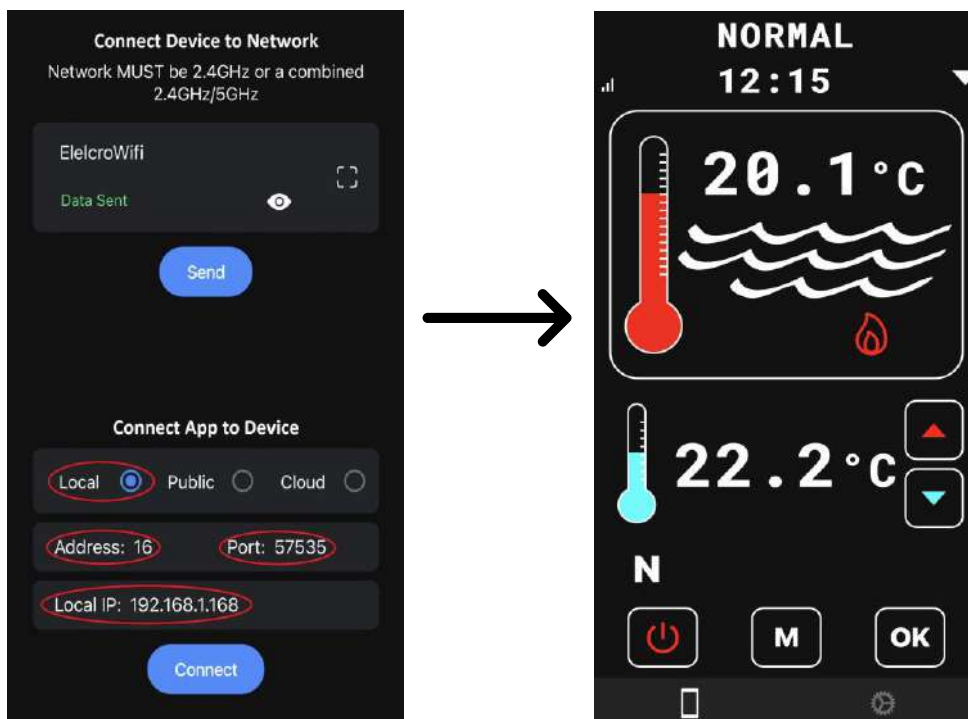 Connect Device to Network
Network MUST be 2.4GHz or a combined
2.4GHz/5GHz
ElelcroWifi
Data Sent
Send
Connect App to Device
Local Public Cloud
Address: 16 Port: 57535
Local IP: 192.168.1.168
Connect
NORMAL
12:15
20.1°C
22.2°C
N
M OK